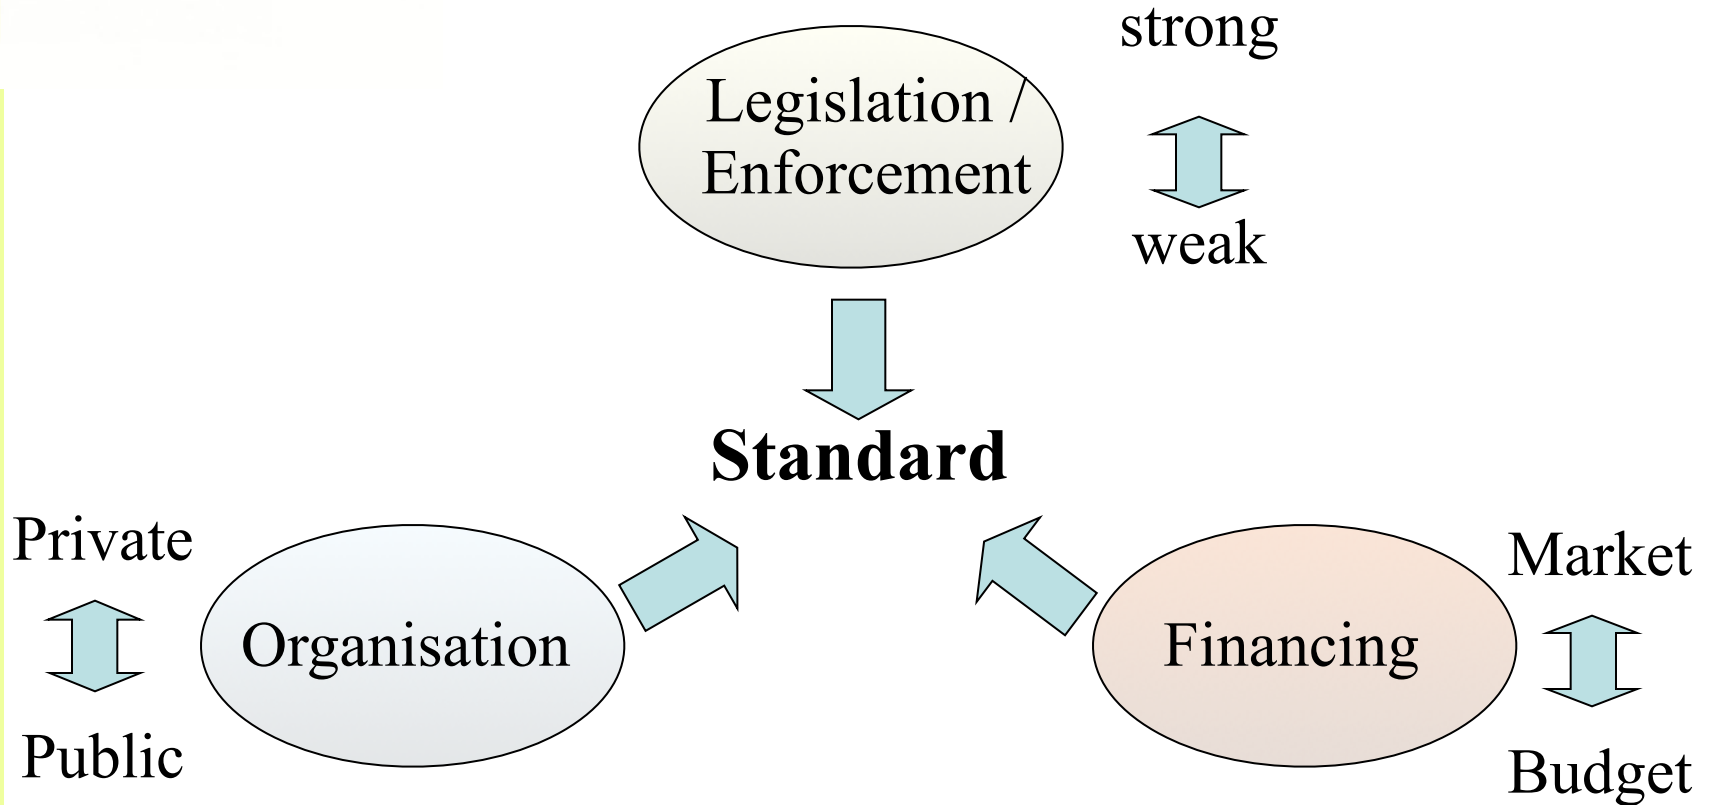 strong
Legislation /
Enforcement
weak
Standard
Private
Market
Organisation
Financing
Public
Budget